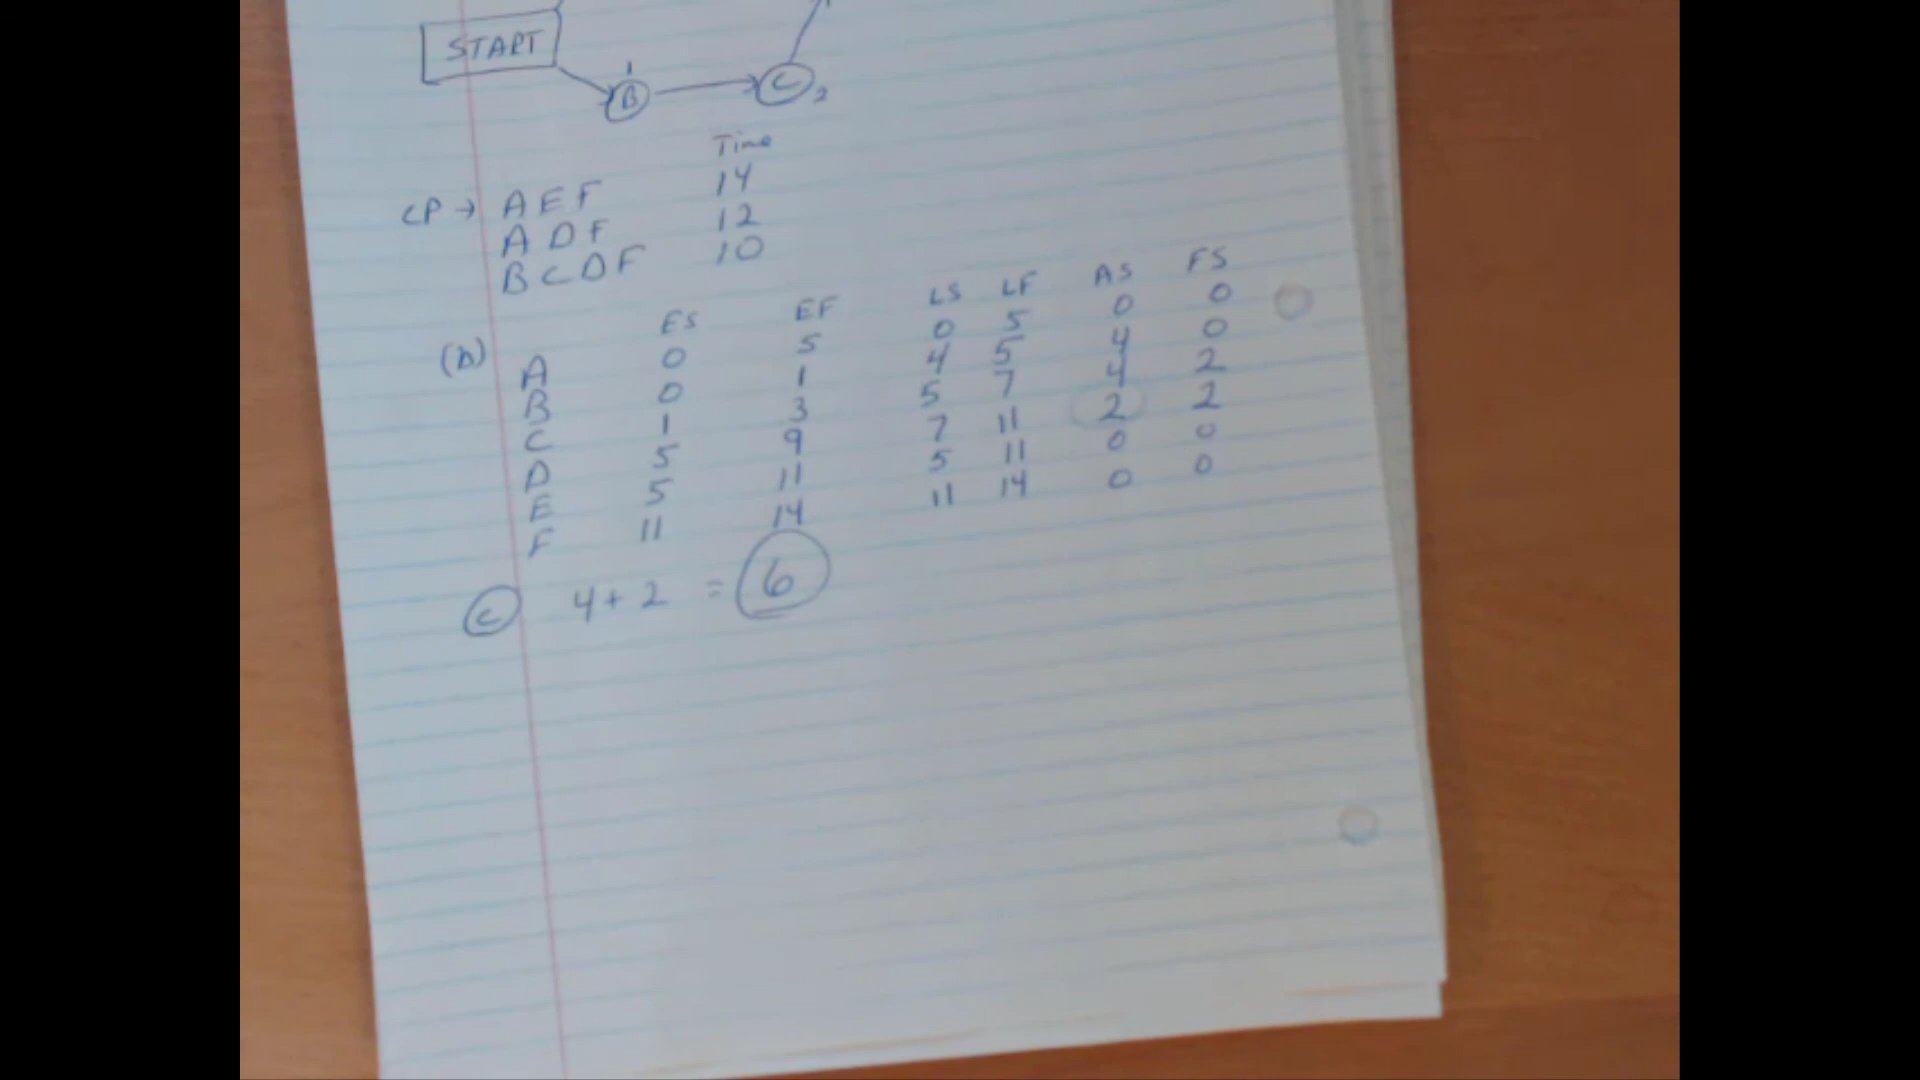 START
1
B
C
2
Time
CP → A E F 14
A D F 12
B C D F 10
ES EF LS LF AS FS
(b)
A 0 5 0 5 0 0
B 0 1 4 5 4 0
C 1 3 5 7 4 2
D 5 9 7 11 2 2
E 5 11 5 11 0 0
F 11 14 11 14 0 0
C 4 + 2 = 6